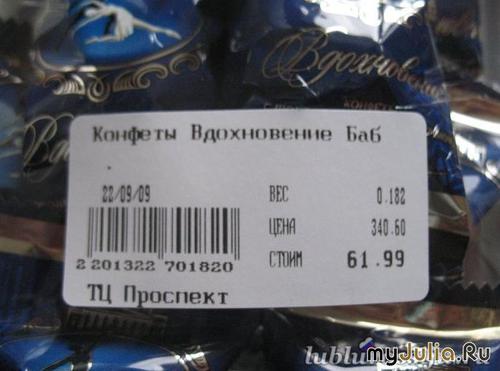 Вдохновение
Конфеты Вдохновение Баб
22/09/09
ВЕС 0.182
ЦЕНА 340.60
2 201322 701820
СТОИМ 61.99
ТЦ Проспект
myJulia.Ru